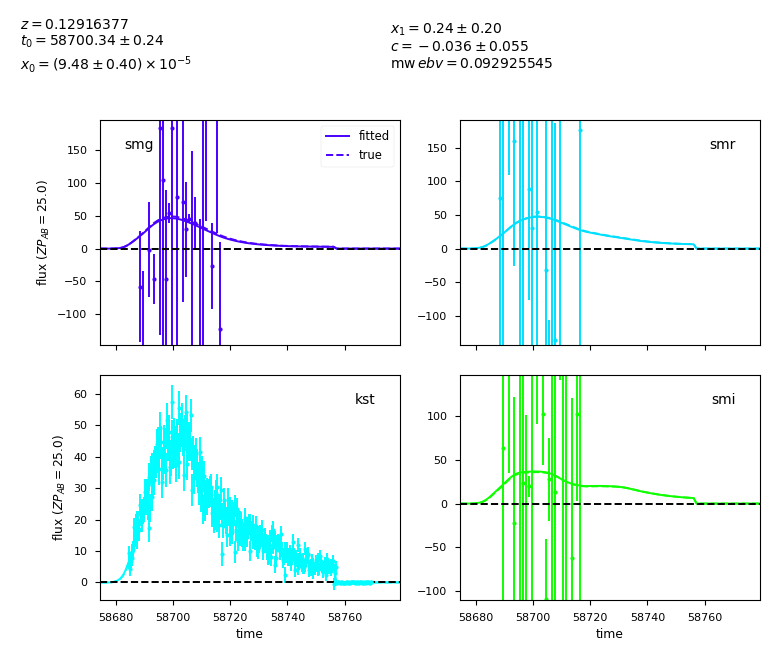 z = 0.12916377
t₀ = 58700.34 ± 0.24
x₀ = (9.48 ± 0.40) × 10⁻⁵
x₁ = 0.24 ± 0.20
c = −0.036 ± 0.055
mw ebv = 0.092925545
smg
fitted
true
150
100
50
0
−50
−100
flux (ZP_AB = 25.0)
smr
150
100
50
0
−50
−100
kst
60
50
40
30
20
10
0
flux (ZP_AB = 25.0)
58680 58700 58720 58740 58760
time
smi
100
50
0
−50
−100
58680 58700 58720 58740 58760
time